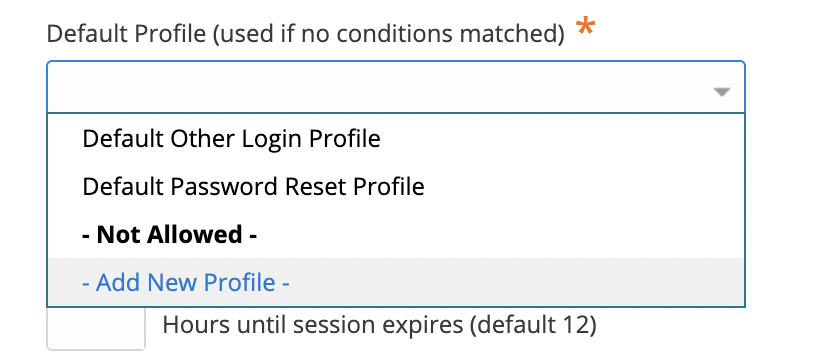 Default Profile (used if no conditions matched) *
Default Other Login Profile
Default Password Reset Profile
- Not Allowed -
- Add New Profile -
Hours until session expires (default 12)